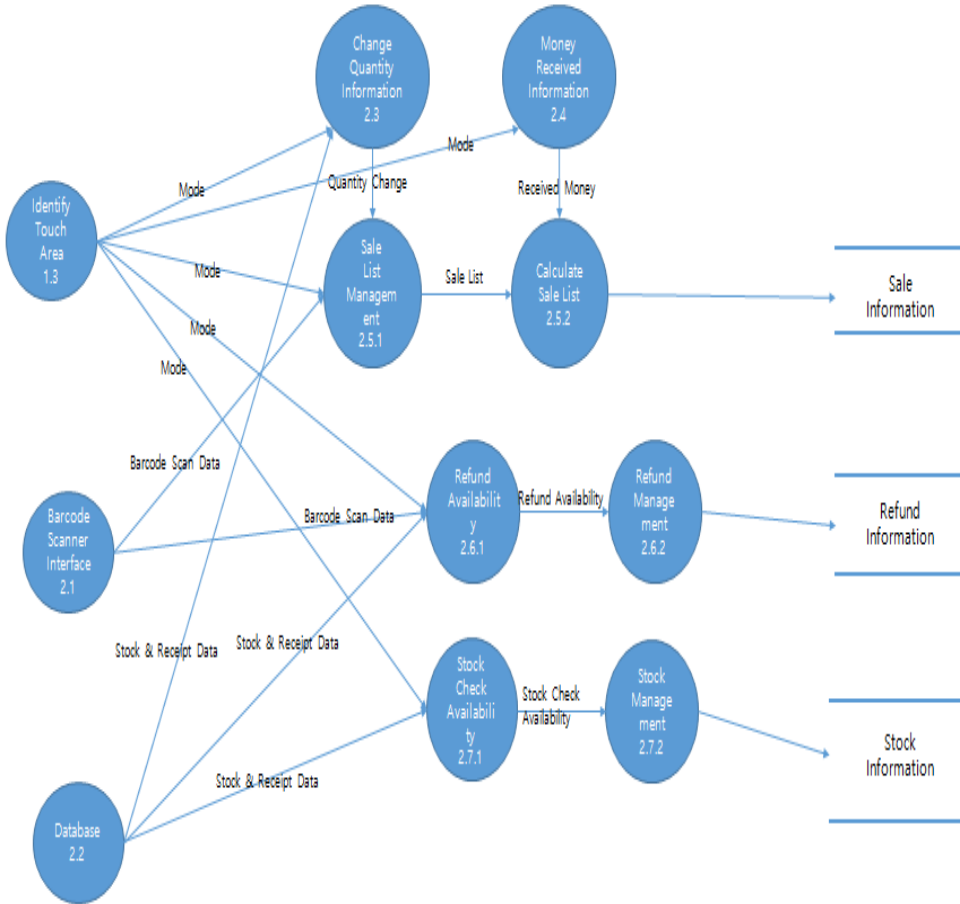 Change
Quantity
Information
2.3
Money
Received
Information
2.4
Mode
Mode
Quantity Change
Received Money
Identify
Touch
Area
1.3
Sale
List
Managem
ent
2.5.1
Calculate
Sale List
2.5.2
Mode
Sale List
Sale
Information
Mode
Mode
Barcode Scan Data
Barcode Scan Data
Barcode
Scanner
Interface
2.1
Refund
Availabilit
y
2.6.1
Refund Availability
Refund
Manage
ment
2.6.2
Refund
Information
Stock & Receipt Data
Stock & Receipt Data
Stock
Check
Availabili
ty
2.7.1
Stock Check
Availability
Stock
Manage
ment
2.7.2
Stock
Information
Stock & Receipt Data
Database
2.2